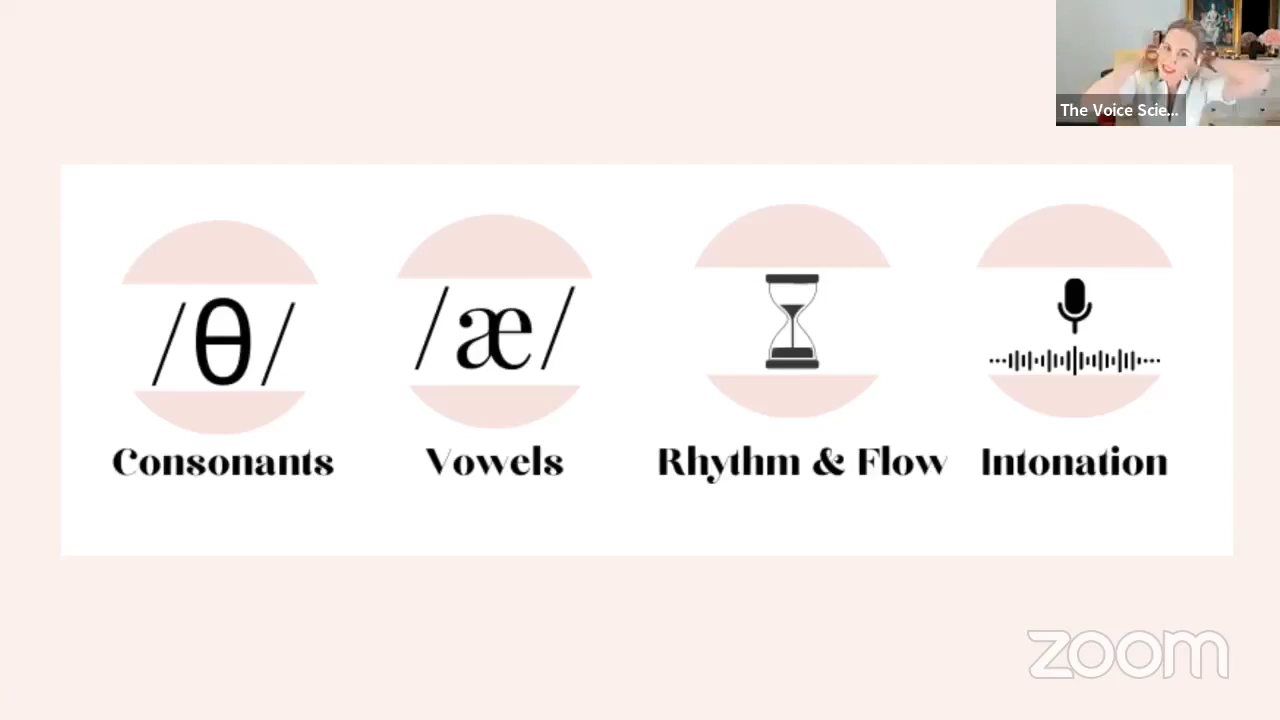 The Voice Scie...
/θ/
/æ/
Consonants
Vowels
Rhythm & Flow
Intonation
zoom